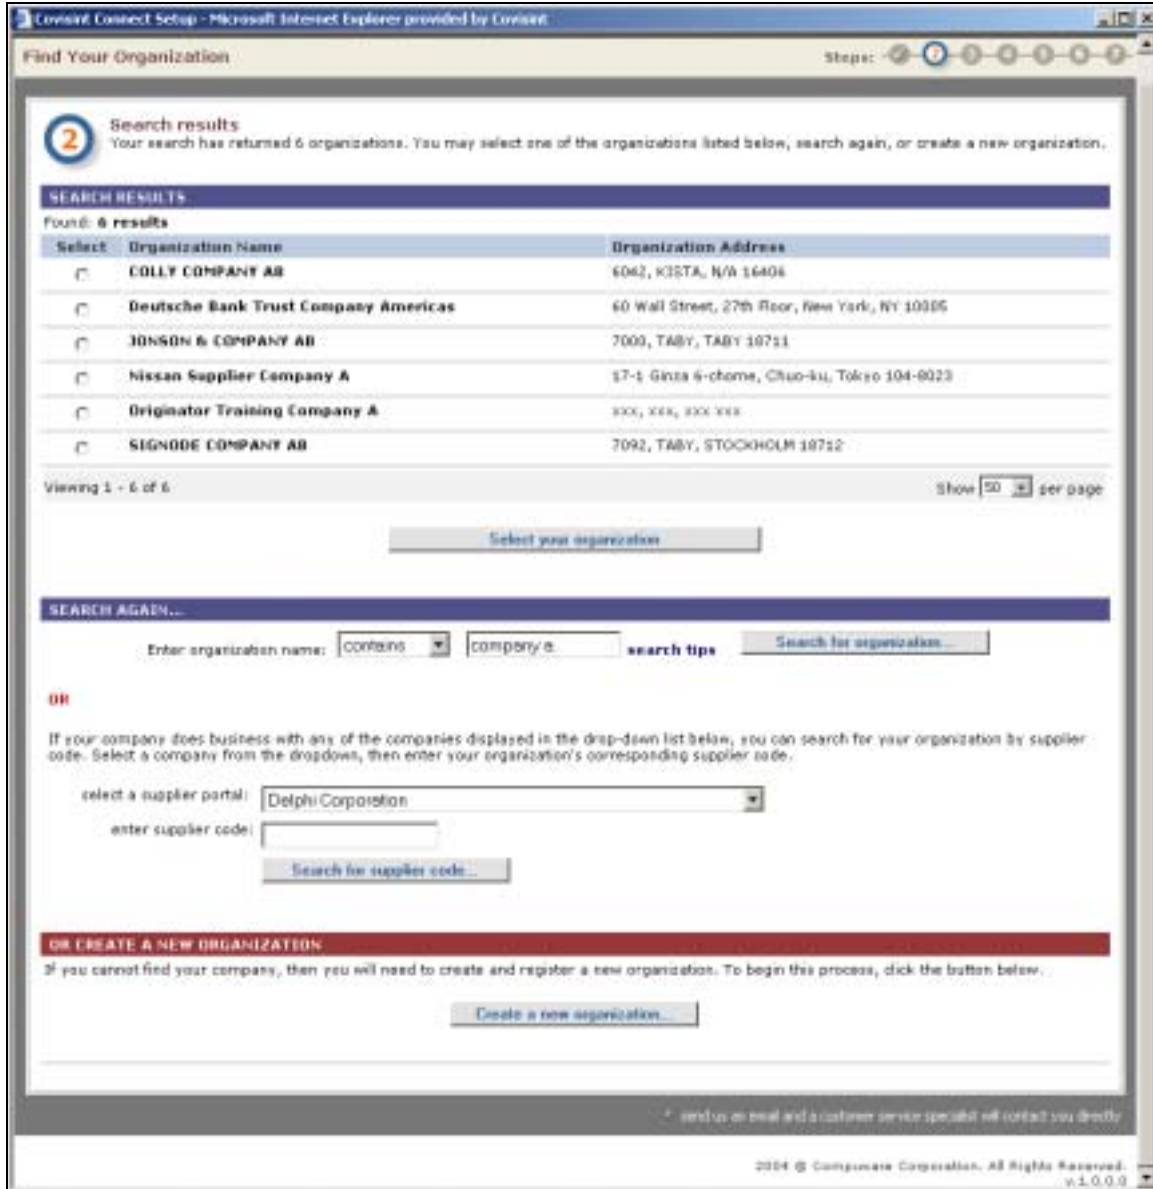 Covisint Connect Setup - Microsoft Internet Explorer provided by Covisint
Find Your Organization
Steps: 2
2
Search results
Your search has returned 6 organizations. You may select one of the organizations listed below, search again, or create a new organization.
SEARCH RESULTS
Found: 6 results
Select Organization Name Organization Address
COLLY COMPANY AB 6042, KISTA, N/A 16406
Deutsche Bank Trust Company Americas 60 Wall Street, 27th Floor, New York, NY 10005
JONSON & COMPANY AB 7000, TABY, TABY 18711
Nissan Supplier Company A 17-1 Ginza 6-chome, Chuo-ku, Tokyo 104-8023
Originator Training Company A xxx, xxx, xxx xxx
SIGNODE COMPANY AB 7092, TABY, STOCKHOLM 18712
Viewing 1 - 6 of 6 Show 50 per page
Select your organization
SEARCH AGAIN...
Enter organization name: contains company a search tips Search for organization...
OR
If your company does business with any of the companies displayed in the drop-down list below, you can search for your organization by supplier
code. Select a company from the dropdown, then enter your organization's corresponding supplier code.
select a supplier portal: Delphi Corporation
enter supplier code:
Search for supplier code...
OR CREATE A NEW ORGANIZATION
If you cannot find your company, then you will need to create and register a new organization. To begin this process, click the button below.
Create a new organization...
* send us an email and a customer service specialist will contact you directly
2004 @ Compuware Corporation. All Rights Reserved.
v.1.0.0.0